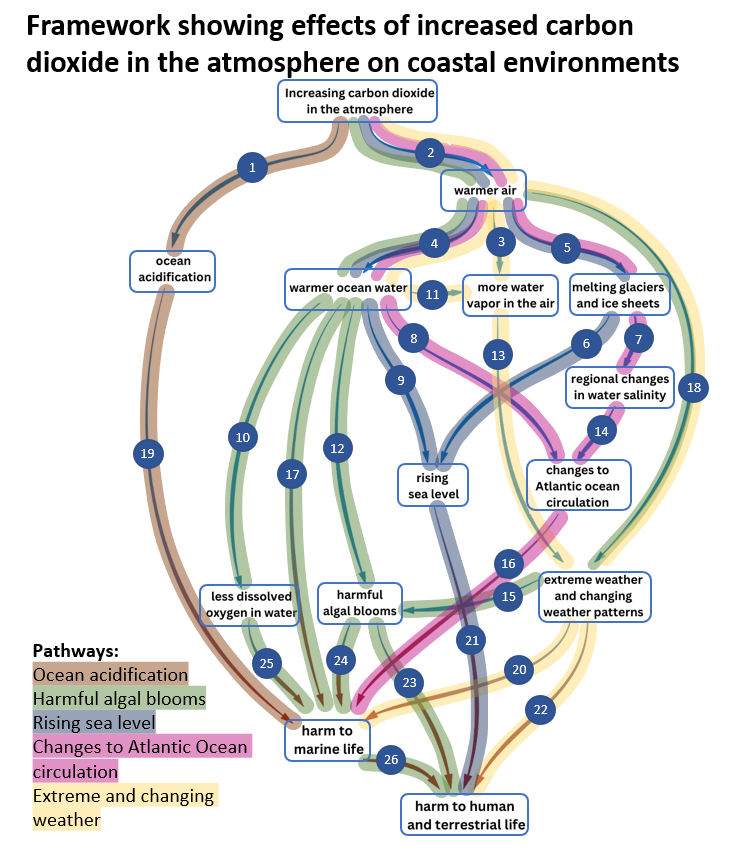 Framework showing effects of increased carbon
dioxide in the atmosphere on coastal environments
Increasing carbon dioxide
in the atmosphere
2
1
warmer air
4
3
5
ocean
acidification
warmer ocean water
11
more water
vapor in the air
melting glaciers
and ice sheets
8
6
7
13
9
regional changes
in water salinity
18
10
12
14
19
17
rising
sea level
changes to
Atlantic ocean
circulation
16
15
less dissolved
oxygen in water
harmful
algal blooms
extreme weather
and changing
weather patterns
21
25
24
20
23
22
Pathways:
Ocean acidification
Harmful algal blooms
Rising sea level
Changes to Atlantic Ocean
circulation
Extreme and changing
weather
harm to
marine life
26
harm to human
and terrestrial life